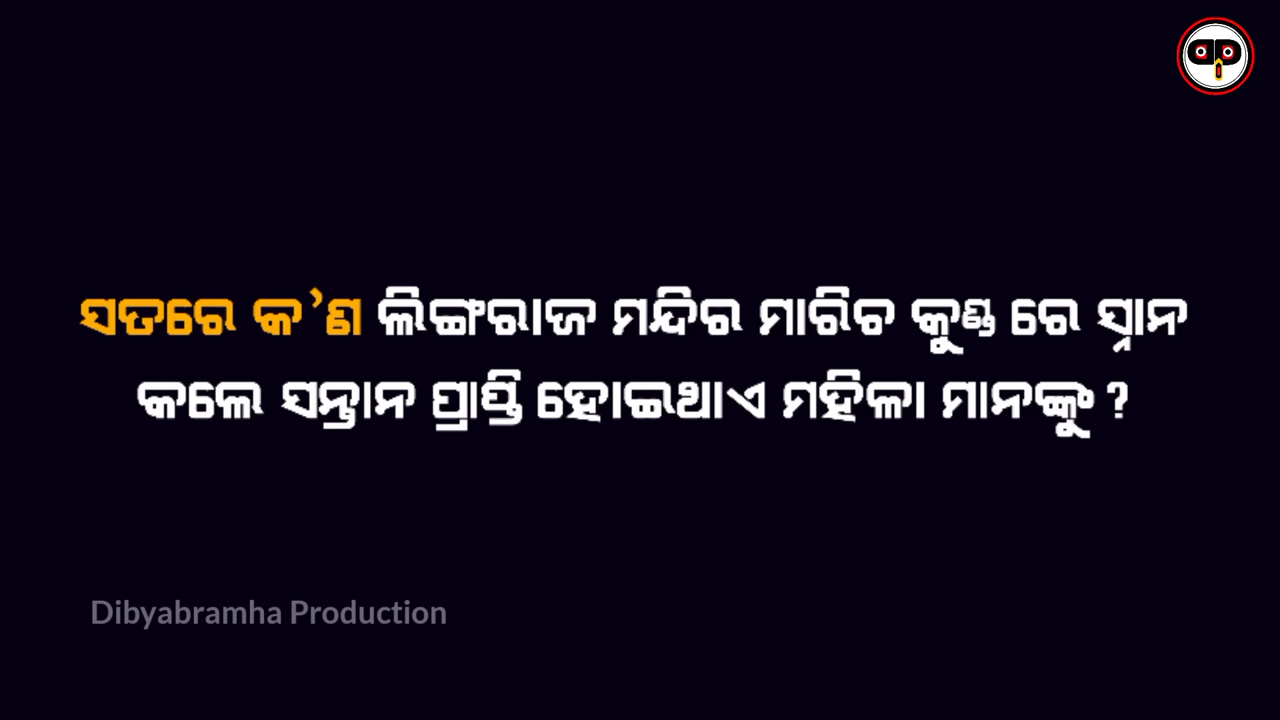 ସତରେ କ’ଣ ଲିଙ୍ଗରାଜ ମନ୍ଦିର ମାରିଚ କୁଣ୍ଡ ରେ ସ୍ନାନ
କଲେ ସନ୍ତାନ ପ୍ରାପ୍ତି ହୋଇଥାଏ ମହିଳା ମାନଙ୍କୁ ?
Dibyabramha Production